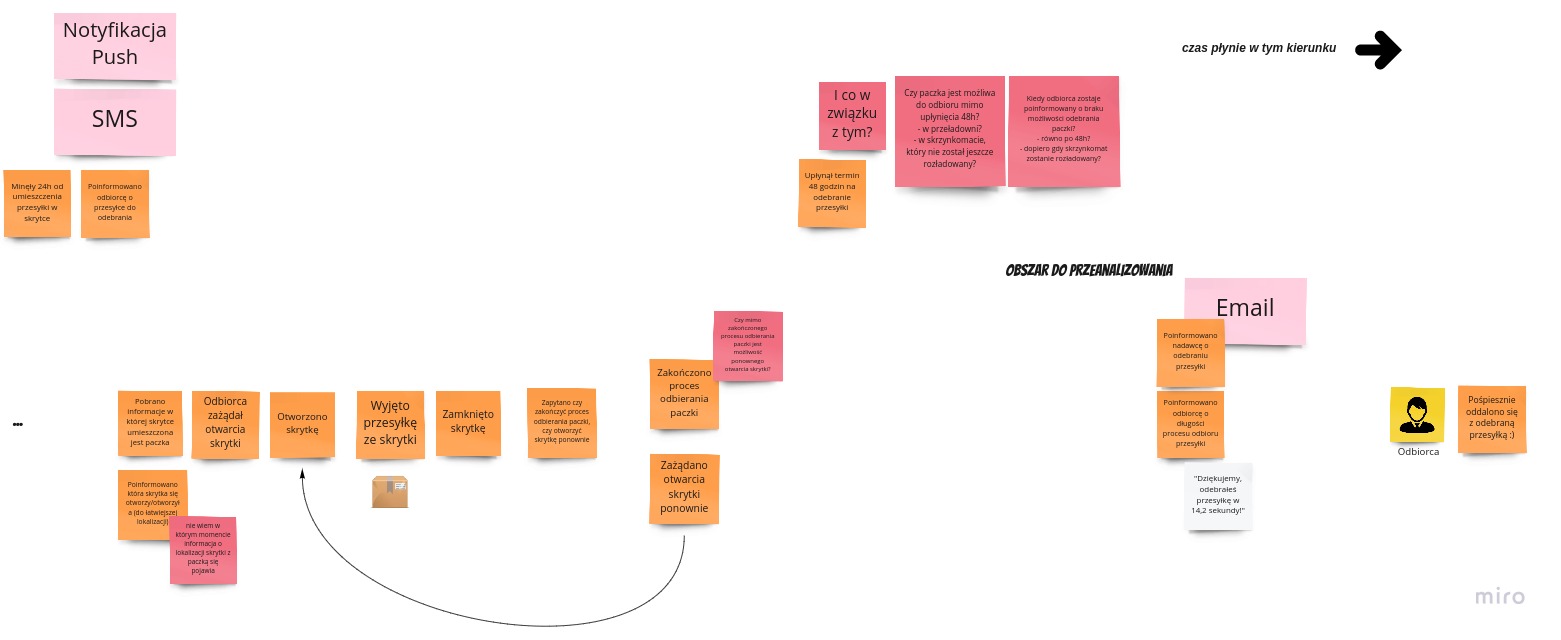 Notyfikacja
Push
SMS
Minęły 24h od
umieszczenia
przesyłki w
skrytce
Poinformowano
odbiorcę o
przesyłce do
odebrania
czas płynie w tym kierunku
I co w
związku
z tym?
Czy paczka jest możliwa
do odbioru mimo
upłynięcia 48h?
- w przeładowni?
- w skrzynkomacie,
który nie został jeszcze
rozładowany?
Kiedy odbiorca zostaje
poinformowany o braku
możliwości odebrania
paczki?
- równo po 48h?
- dopiero gdy skrzynkomat
zostanie rozładowany?
Upłynął termin
48 godzin na
odebranie
przesyłki
OBSZAR DO PRZEANALIZOWANIA
Email
Poinformowano
nadawcę o
odebraniu
przesyłki
Czy mimo
zakończonego
procesu odbierania
paczki jest
możliwość
ponownego
otwarcia skrytki?
Zakończono
proces
odbierania
paczki
...
Pobrano
informacje w
której skrytce
umieszczona
jest paczka
Odbiorca
zażądał
otwarcia
skrytki
Otworzono
skrytkę
Wyjęto
przesyłkę
ze skrytki
Zamknięto
skrytkę
Zapytano czy
zakończyć proces
odbierania paczki,
czy otworzyć
skrytkę ponownie
Poinformowano
odbiorcę o
długości
procesu odbioru
przesyłki
Odbiorca
Pośpiesznie
oddalono się
z odebraną
przesyłką :)
Zażądano
otwarcia
skrytki
ponownie
"Dziękujemy,
odebrałeś
przesyłkę w
14,2 sekundy!"
Poinformowano
która skrytka się
otworzy/otworzył
a (do łatwiejszej
lokalizacji)
nie wiem w
którym momencie
informacja o
lokalizacji skrytki z
paczką się
pojawia
miro